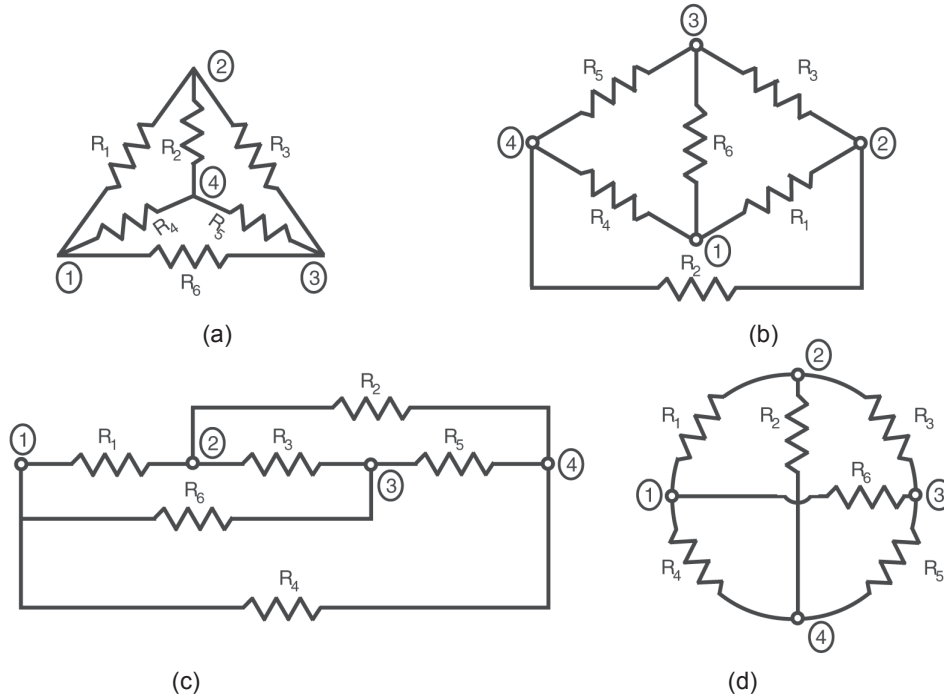 ②
R₁
R₂
R₃
④
R₄
R₅
①
R₆
③
(a)
③
R₅
R₃
④
R₆
②
R₄
R₁
①
R₂
(b)
R₂
①
R₁
②
R₃
R₅
④
③
R₆
R₄
(c)
②
R₁
R₂
R₃
R₆
①
③
R₄
R₅
④
(d)